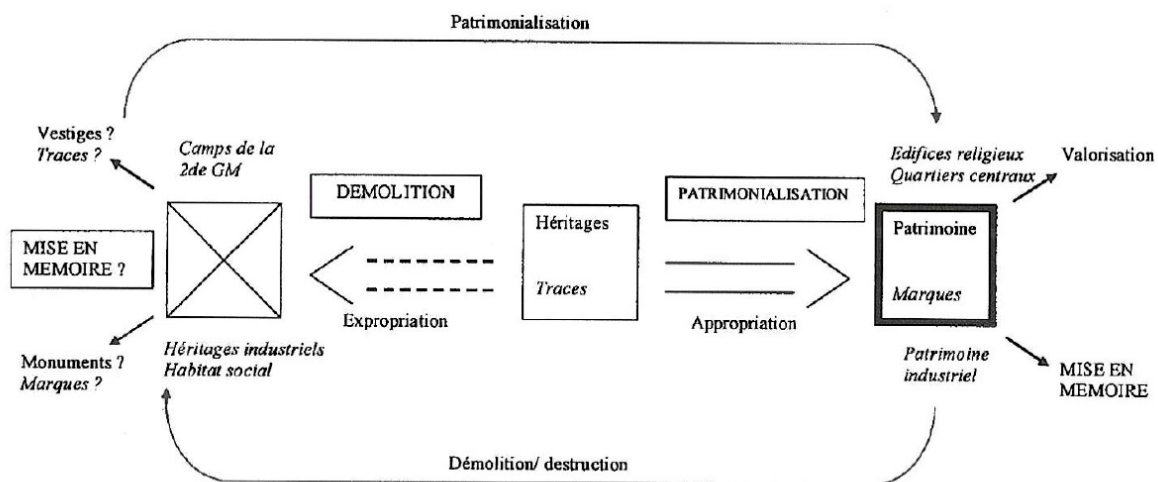 Patrimonialisation
Vestiges ?
Traces ?
Camps de la
2de GM
DEMOLITION
PATRIMONIALISATION
Edifices religieux
Quartiers centraux
Valorisation
MISE EN
MEMOIRE ?
Héritages
Traces
Patrimoine
Marques
Expropriation
Appropriation
Monuments ?
Marques ?
Héritages industriels
Habitat social
Patrimoine
industriel
MISE EN
MEMOIRE
Démolition/ destruction